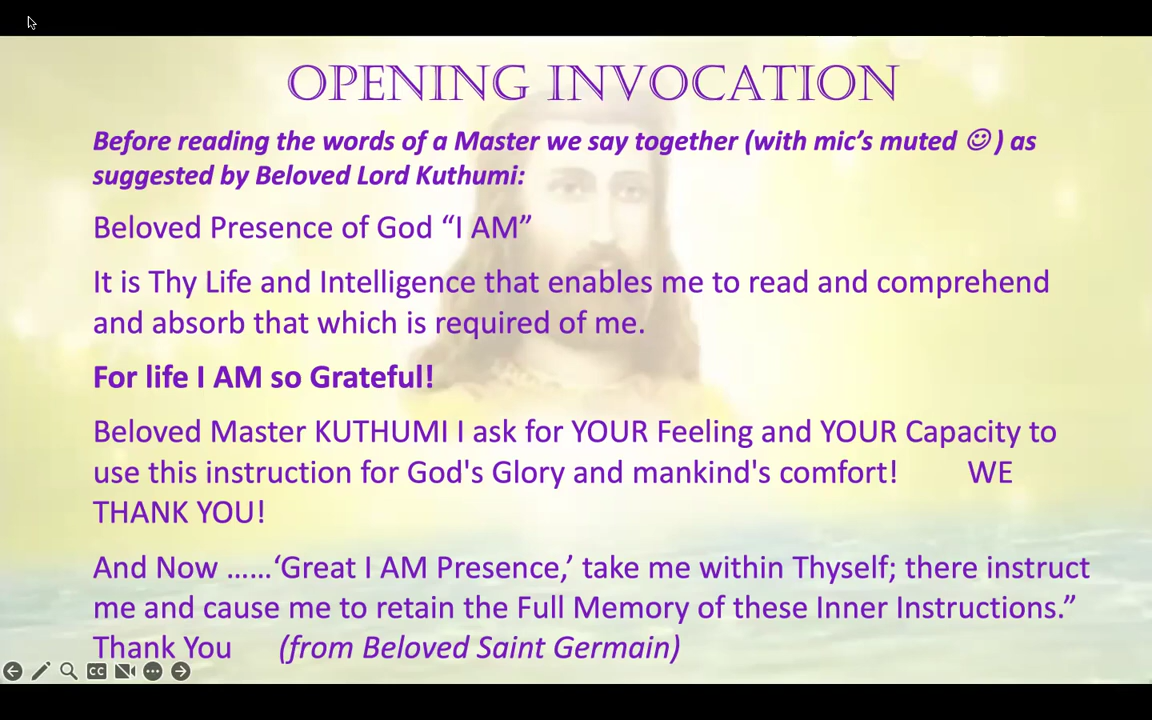 OPENING INVOCATION
Before reading the words of a Master we say together (with mic’s muted ☺ ) as
suggested by Beloved Lord Kuthumi:
Beloved Presence of God “I AM”
It is Thy Life and Intelligence that enables me to read and comprehend
and absorb that which is required of me.
For life I AM so Grateful!
Beloved Master KUTHUMI I ask for YOUR Feeling and YOUR Capacity to
use this instruction for God's Glory and mankind's comfort! WE
THANK YOU!
And Now ……‘Great I AM Presence,’ take me within Thyself; there instruct
me and cause me to retain the Full Memory of these Inner Instructions.”
Thank You (from Beloved Saint Germain)
CC